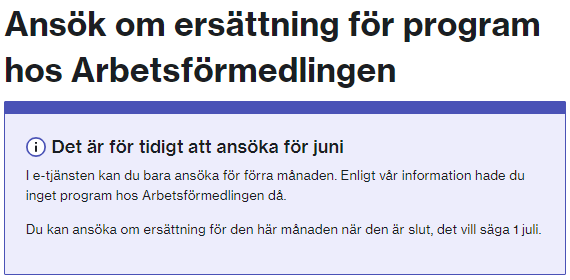 Ansök om ersättning för program
hos Arbetsförmedlingen
Det är för tidigt att ansöka för juni
I e-tjänsten kan du bara ansöka för förra månaden. Enligt vår information hade du
inget program hos Arbetsförmedlingen då.
Du kan ansöka om ersättning för den här månaden när den är slut, det vill säga 1 juli.